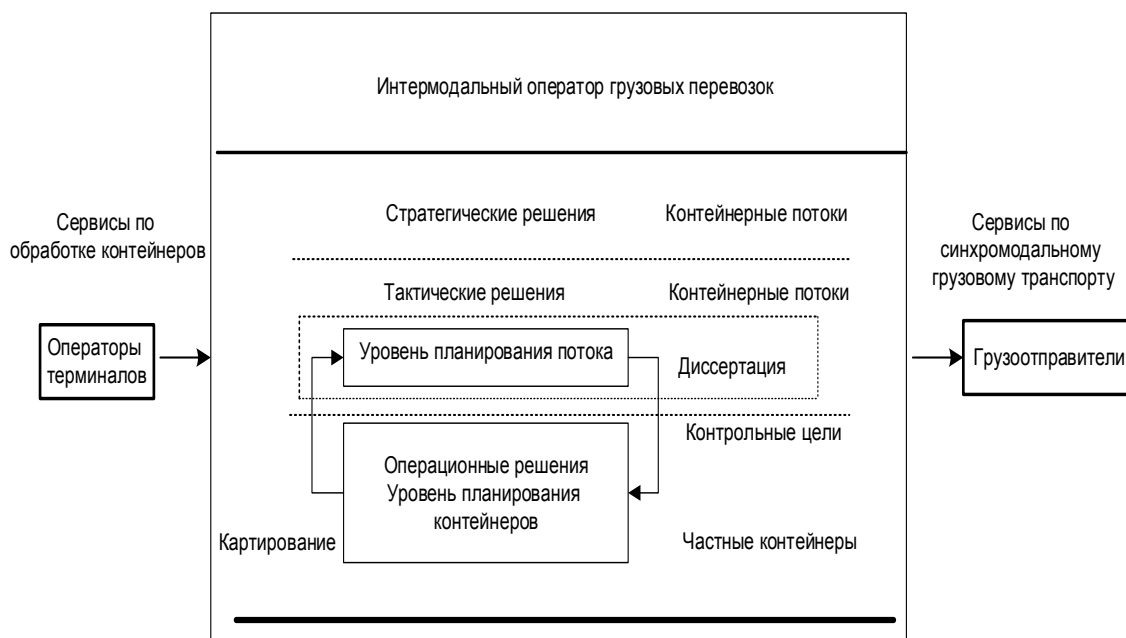 Интермодальный оператор грузовых перевозок
Сервисы по
обработке контейнеров
Стратегические решения
Контейнерные потоки
Сервисы по
синхромодальному
грузовому транспорту
Тактические решения
Контейнерные потоки
Операторы
терминалов
Уровень планирования потока
Диссертация
Грузоотправители
Контрольные цели
Операционные решения
Уровень планирования
контейнеров
Картирование
Частные контейнеры